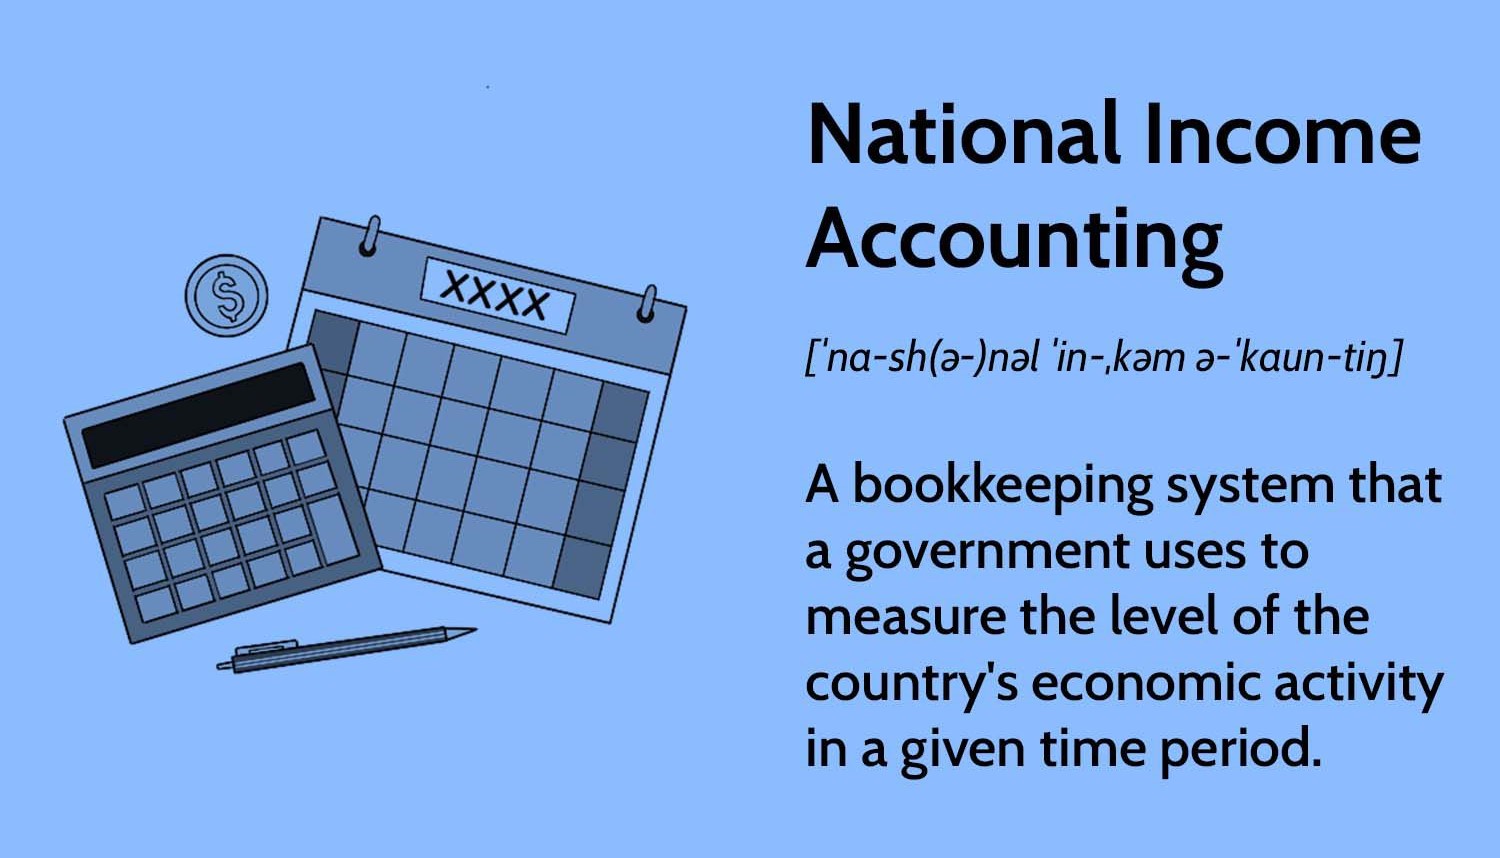 XXXX
National Income
Accounting
[ˈna-sh(ə-)nəl ˈin-ˌkəm ə-ˈkaun-tiŋ]
A bookkeeping system that
a government uses to
measure the level of the
country's economic activity
in a given time period.